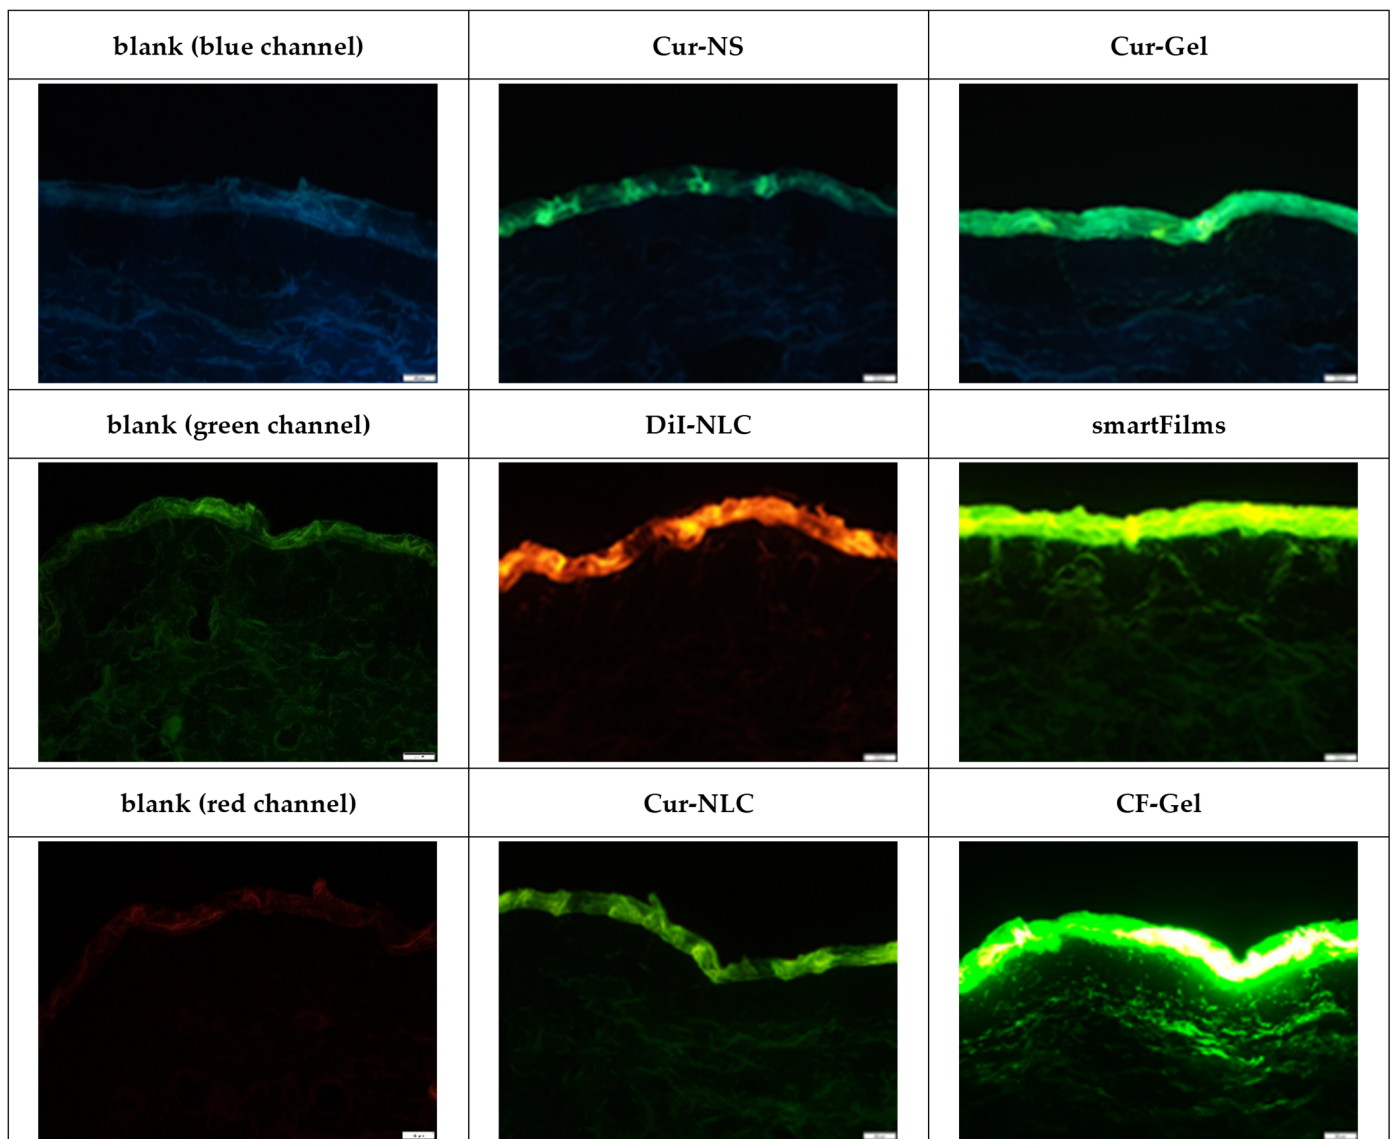 blank (blue channel)
Cur-NS
Cur-Gel
blank (green channel)
DiI-NLC
smartFilms
blank (red channel)
Cur-NLC
CF-Gel